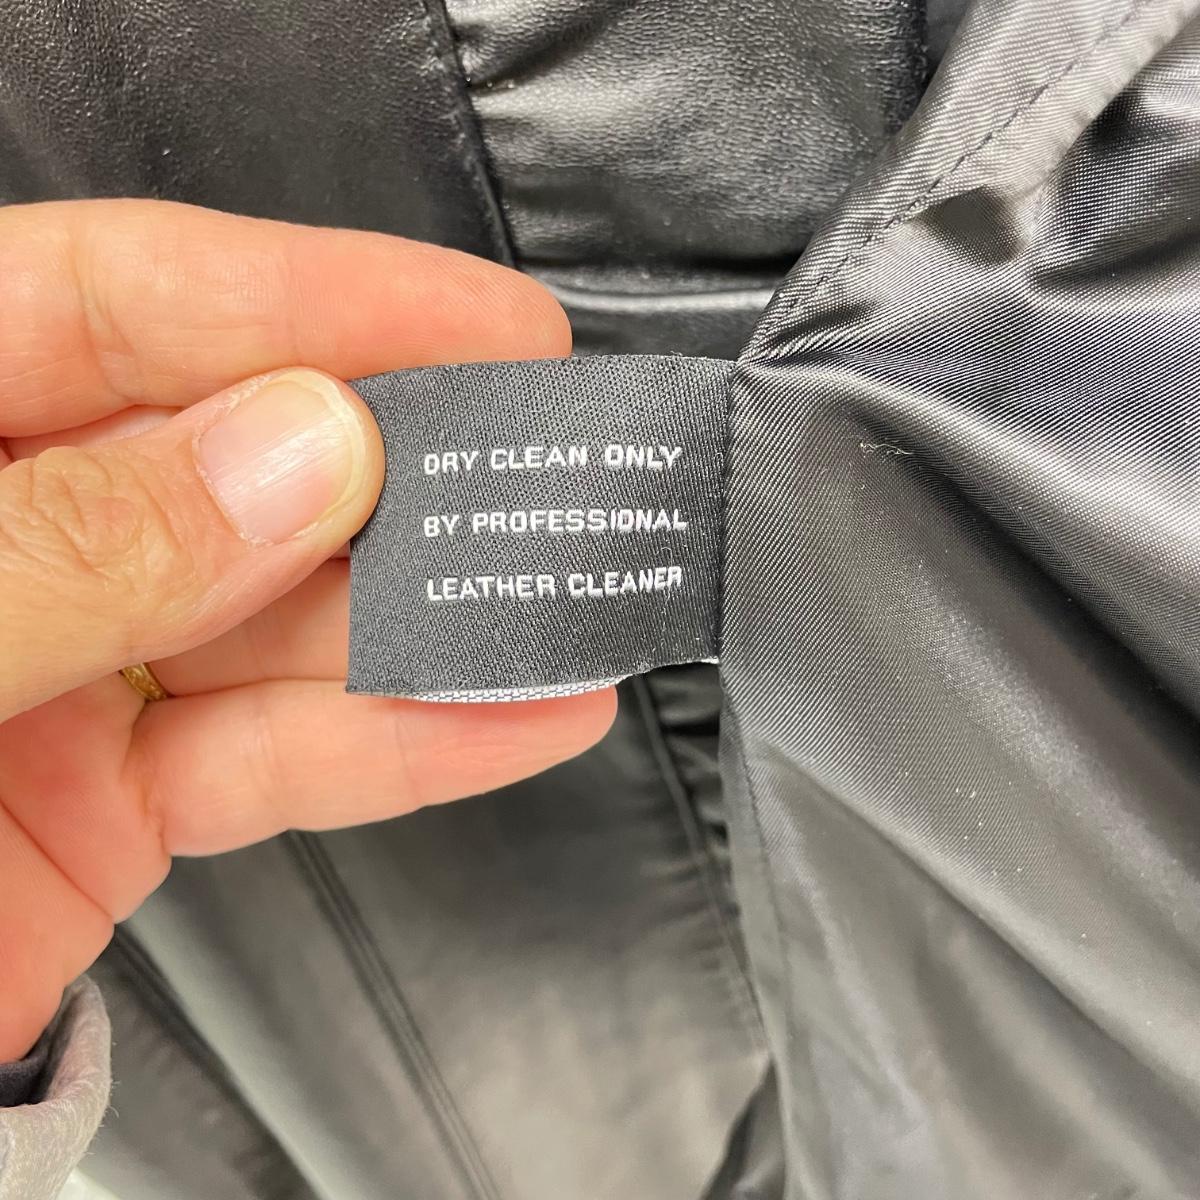 DRY CLEAN ONLY
BY PROFESSIONAL
LEATHER CLEANER